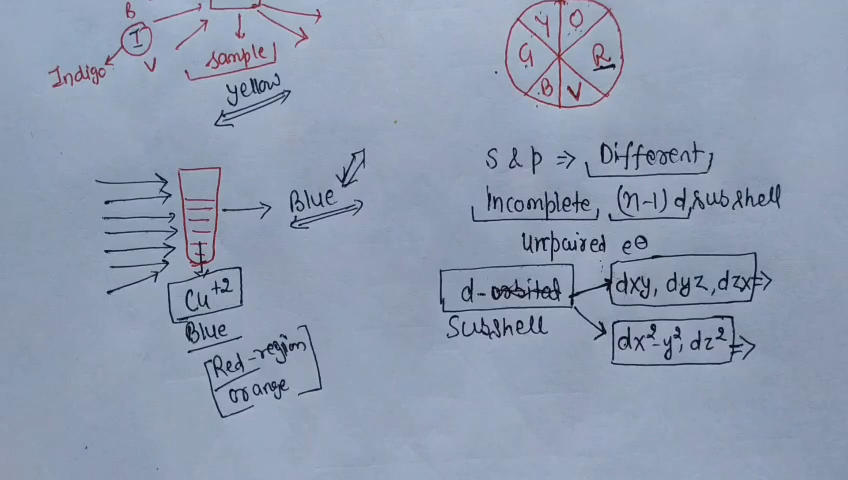 B
I
Indigo
V
Sample
yellow
Y O
G R
B V
Blue
Cu+2
Blue
Red-region
orange
S & p => Different,
Incomplete, (n-1) d, subshell
Unpaired e⊖
d-orbital
Subshell
dxy, dyz, dzx =>
dx²-y², dz² =>